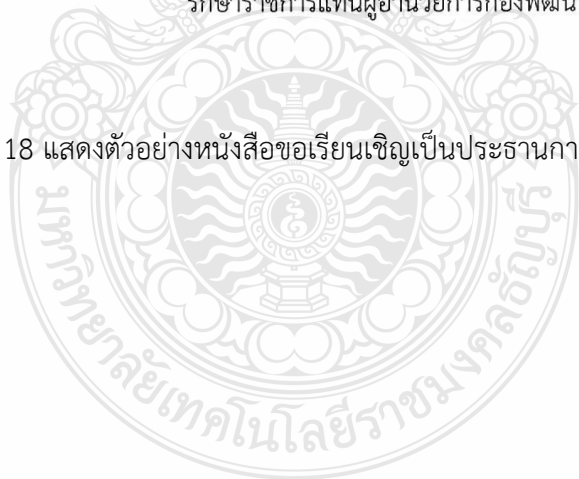 รักษาราชการแทนผู้อำนวยการกองพัฒน
18 แสดงตัวอย่างหนังสือขอเรียนเชิญเป็นประธานกา
มหาวิทยาลัยเทคโนโลยีราชมงคลธัญบุรี